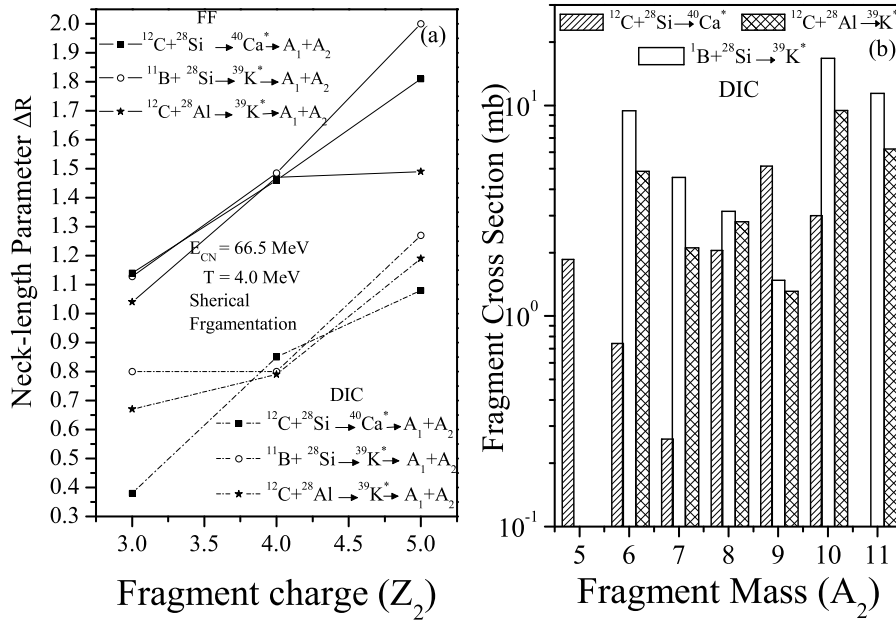 FF
(a)
¹²C+²⁸Si→⁴⁰Ca*→A₁+A₂
¹¹B+ ²⁸Si→³⁹K*→ A₁+A₂
¹²C+²⁸Al→³⁹K*→A₁+A₂
E_CN = 66.5 MeV
T = 4.0 MeV
Sherical
Frgamentation
DIC
¹²C+²⁸Si→⁴⁰Ca*→A₁+A₂
¹¹B+ ²⁸Si→³⁹K*→ A₁+A₂
¹²C+²⁸Al→³⁹K*→ A₁+A₂
Neck-length Parameter ΔR
2.0
1.9
1.8
1.7
1.6
1.5
1.4
1.3
1.2
1.1
1.0
0.9
0.8
0.7
0.6
0.5
0.4
0.3
3.0 3.5 4.0 4.5 5.0
Fragment charge (Z₂)
¹²C+²⁸Si→⁴⁰Ca* ¹²C+²⁸Al→³⁹K*
(b)
¹B+²⁸Si→³⁹K*
DIC
Fragment Cross Section (mb)
10¹
10⁰
10⁻¹
5 6 7 8 9 10 11
Fragment Mass (A₂)